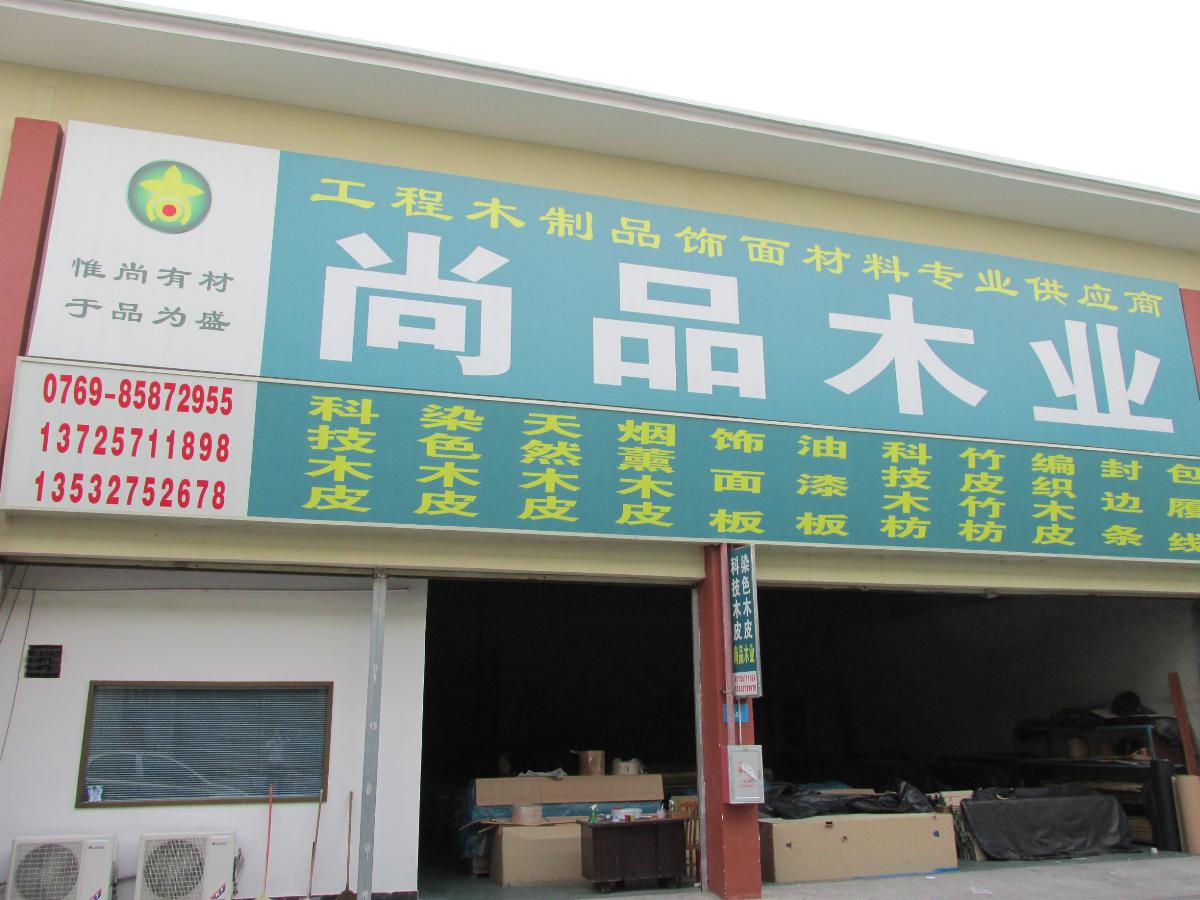 工程木制品饰面材料专业供应商
尚品木业
惟尚有材
于品为盛
0769-85872955
13725711898
13532752678
科技木皮
染色木皮
天然木皮
烟薰木皮
饰面板
油漆板
科技木枋
竹皮竹枋
编织木皮
封边条
包履线
染色木皮
科技木皮
尚品木业